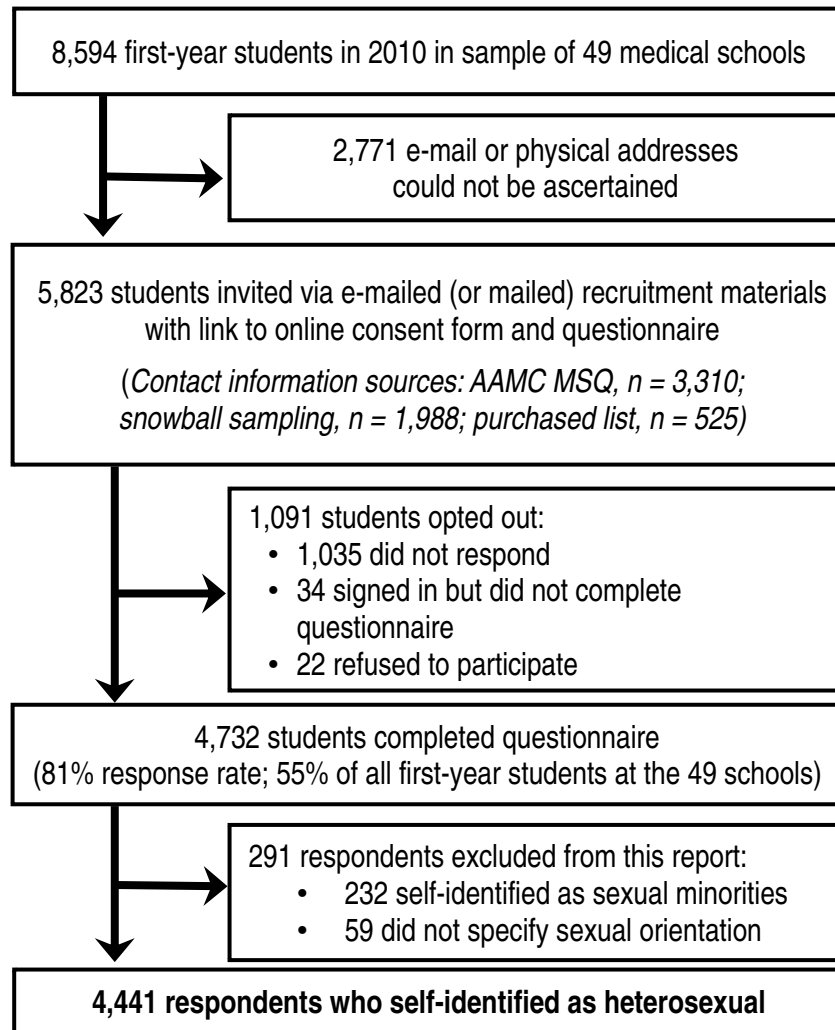 8,594 first-year students in 2010 in sample of 49 medical schools
2,771 e-mail or physical addresses
could not be ascertained
5,823 students invited via e-mailed (or mailed) recruitment materials
with link to online consent form and questionnaire
(Contact information sources: AAMC MSQ, n = 3,310;
snowball sampling, n = 1,988; purchased list, n = 525)
1,091 students opted out:
• 1,035 did not respond
• 34 signed in but did not complete
questionnaire
• 22 refused to participate
4,732 students completed questionnaire
(81% response rate; 55% of all first-year students at the 49 schools)
291 respondents excluded from this report:
• 232 self-identified as sexual minorities
• 59 did not specify sexual orientation
4,441 respondents who self-identified as heterosexual